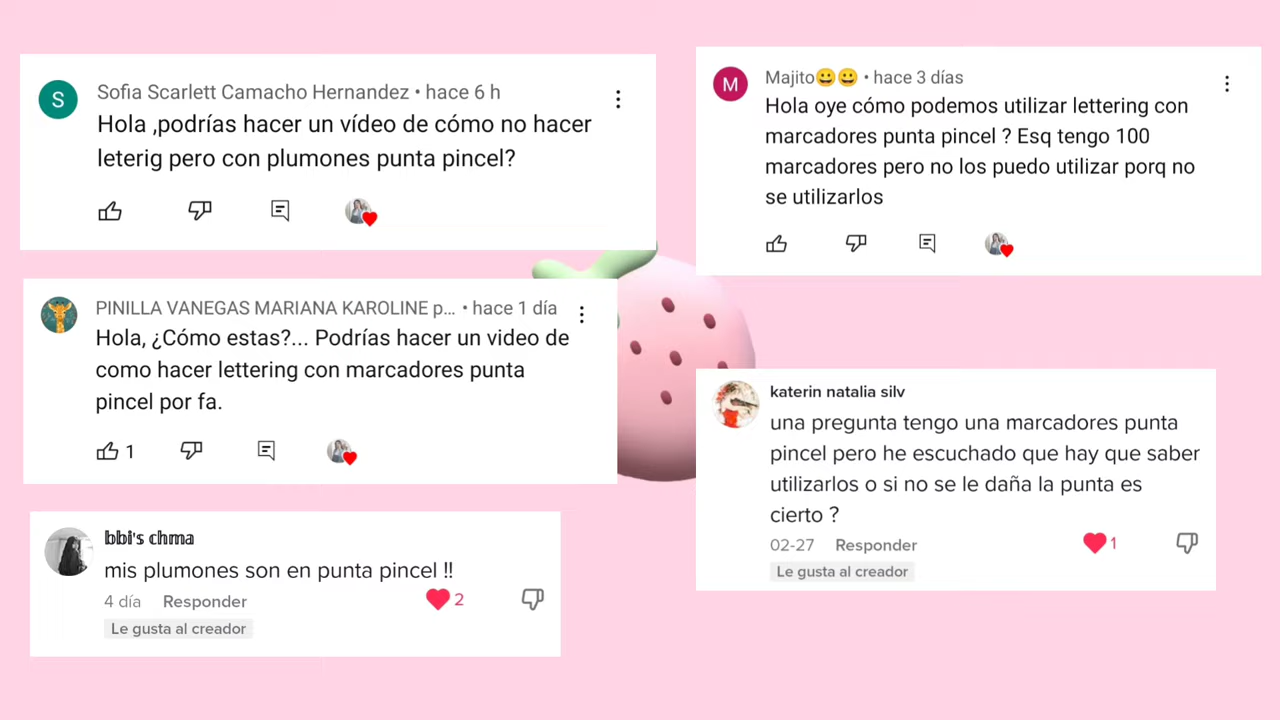 S
Sofia Scarlett Camacho Hernandez • hace 6 h
Hola ,podrías hacer un vídeo de cómo no hacer
leterig pero con plumones punta pincel?
PINILLA VANEGAS MARIANA KAROLINE p... • hace 1 día
Hola, ¿Cómo estas?... Podrías hacer un video de
como hacer lettering con marcadores punta
pincel por fa.
1
bbi's chma
mis plumones son en punta pincel !!
4 día Responder
2
Le gusta al creador
M
Majito😀😀 • hace 3 días
Hola oye cómo podemos utilizar lettering con
marcadores punta pincel ? Esq tengo 100
marcadores pero no los puedo utilizar porq no
se utilizarlos
katerin natalia silv
una pregunta tengo una marcadores punta
pincel pero he escuchado que hay que saber
utilizarlos o si no se le daña la punta es
cierto ?
02-27 Responder
1
Le gusta al creador